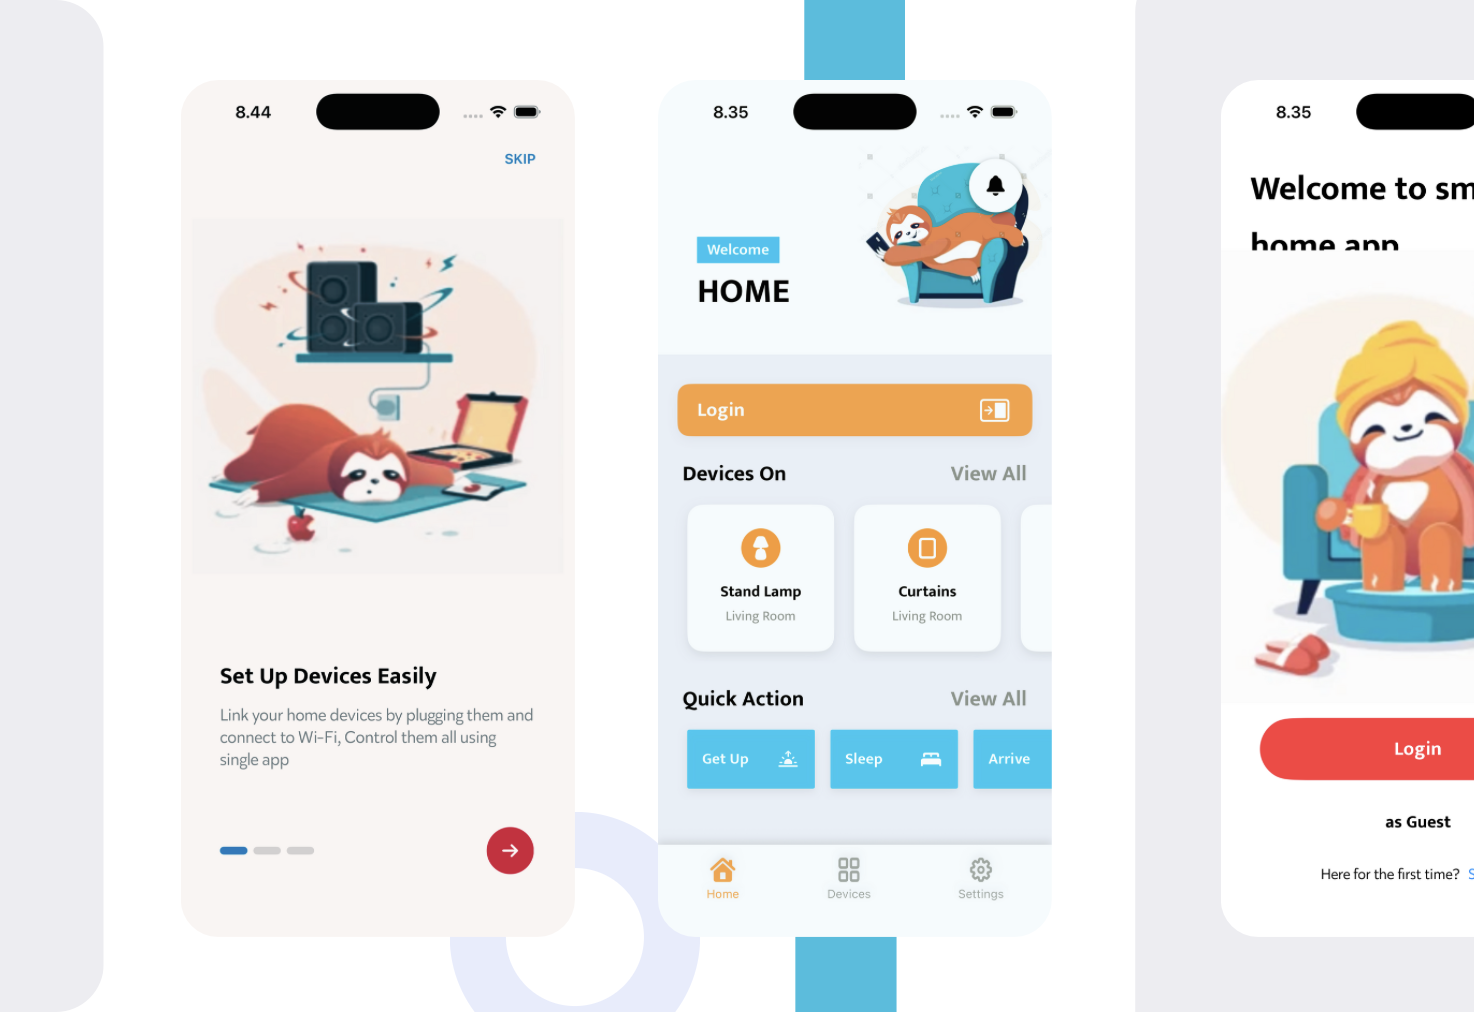 8.44
SKIP
Set Up Devices Easily
Link your home devices by plugging them and
connect to Wi-Fi, Control them all using
single app
8.35
Welcome
HOME
Login
Devices On View All
Stand Lamp
Living Room
Curtains
Living Room
Quick Action View All
Get Up
Sleep
Arrive
Home
Devices
Settings
8.35
Welcome to sm
home app
Login
as Guest
Here for the first time? S